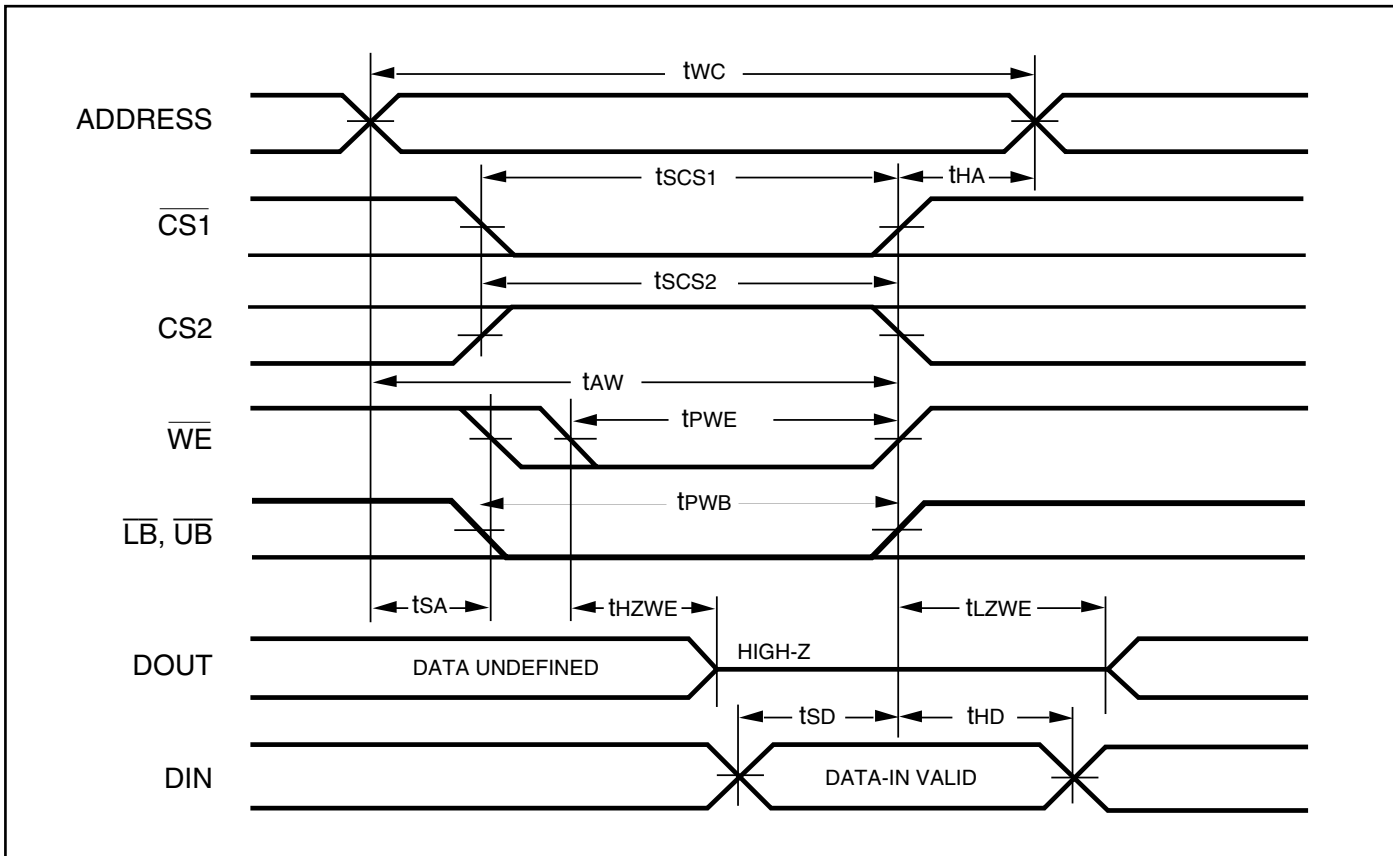 tWC
ADDRESS
tSCS1
tHA
CS1
tSCS2
CS2
tAW
WE
tPWE
LB, UB
tPWB
tSA
tHZWE
tLZWE
DOUT
DATA UNDEFINED
HIGH-Z
tSD
tHD
DIN
DATA-IN VALID